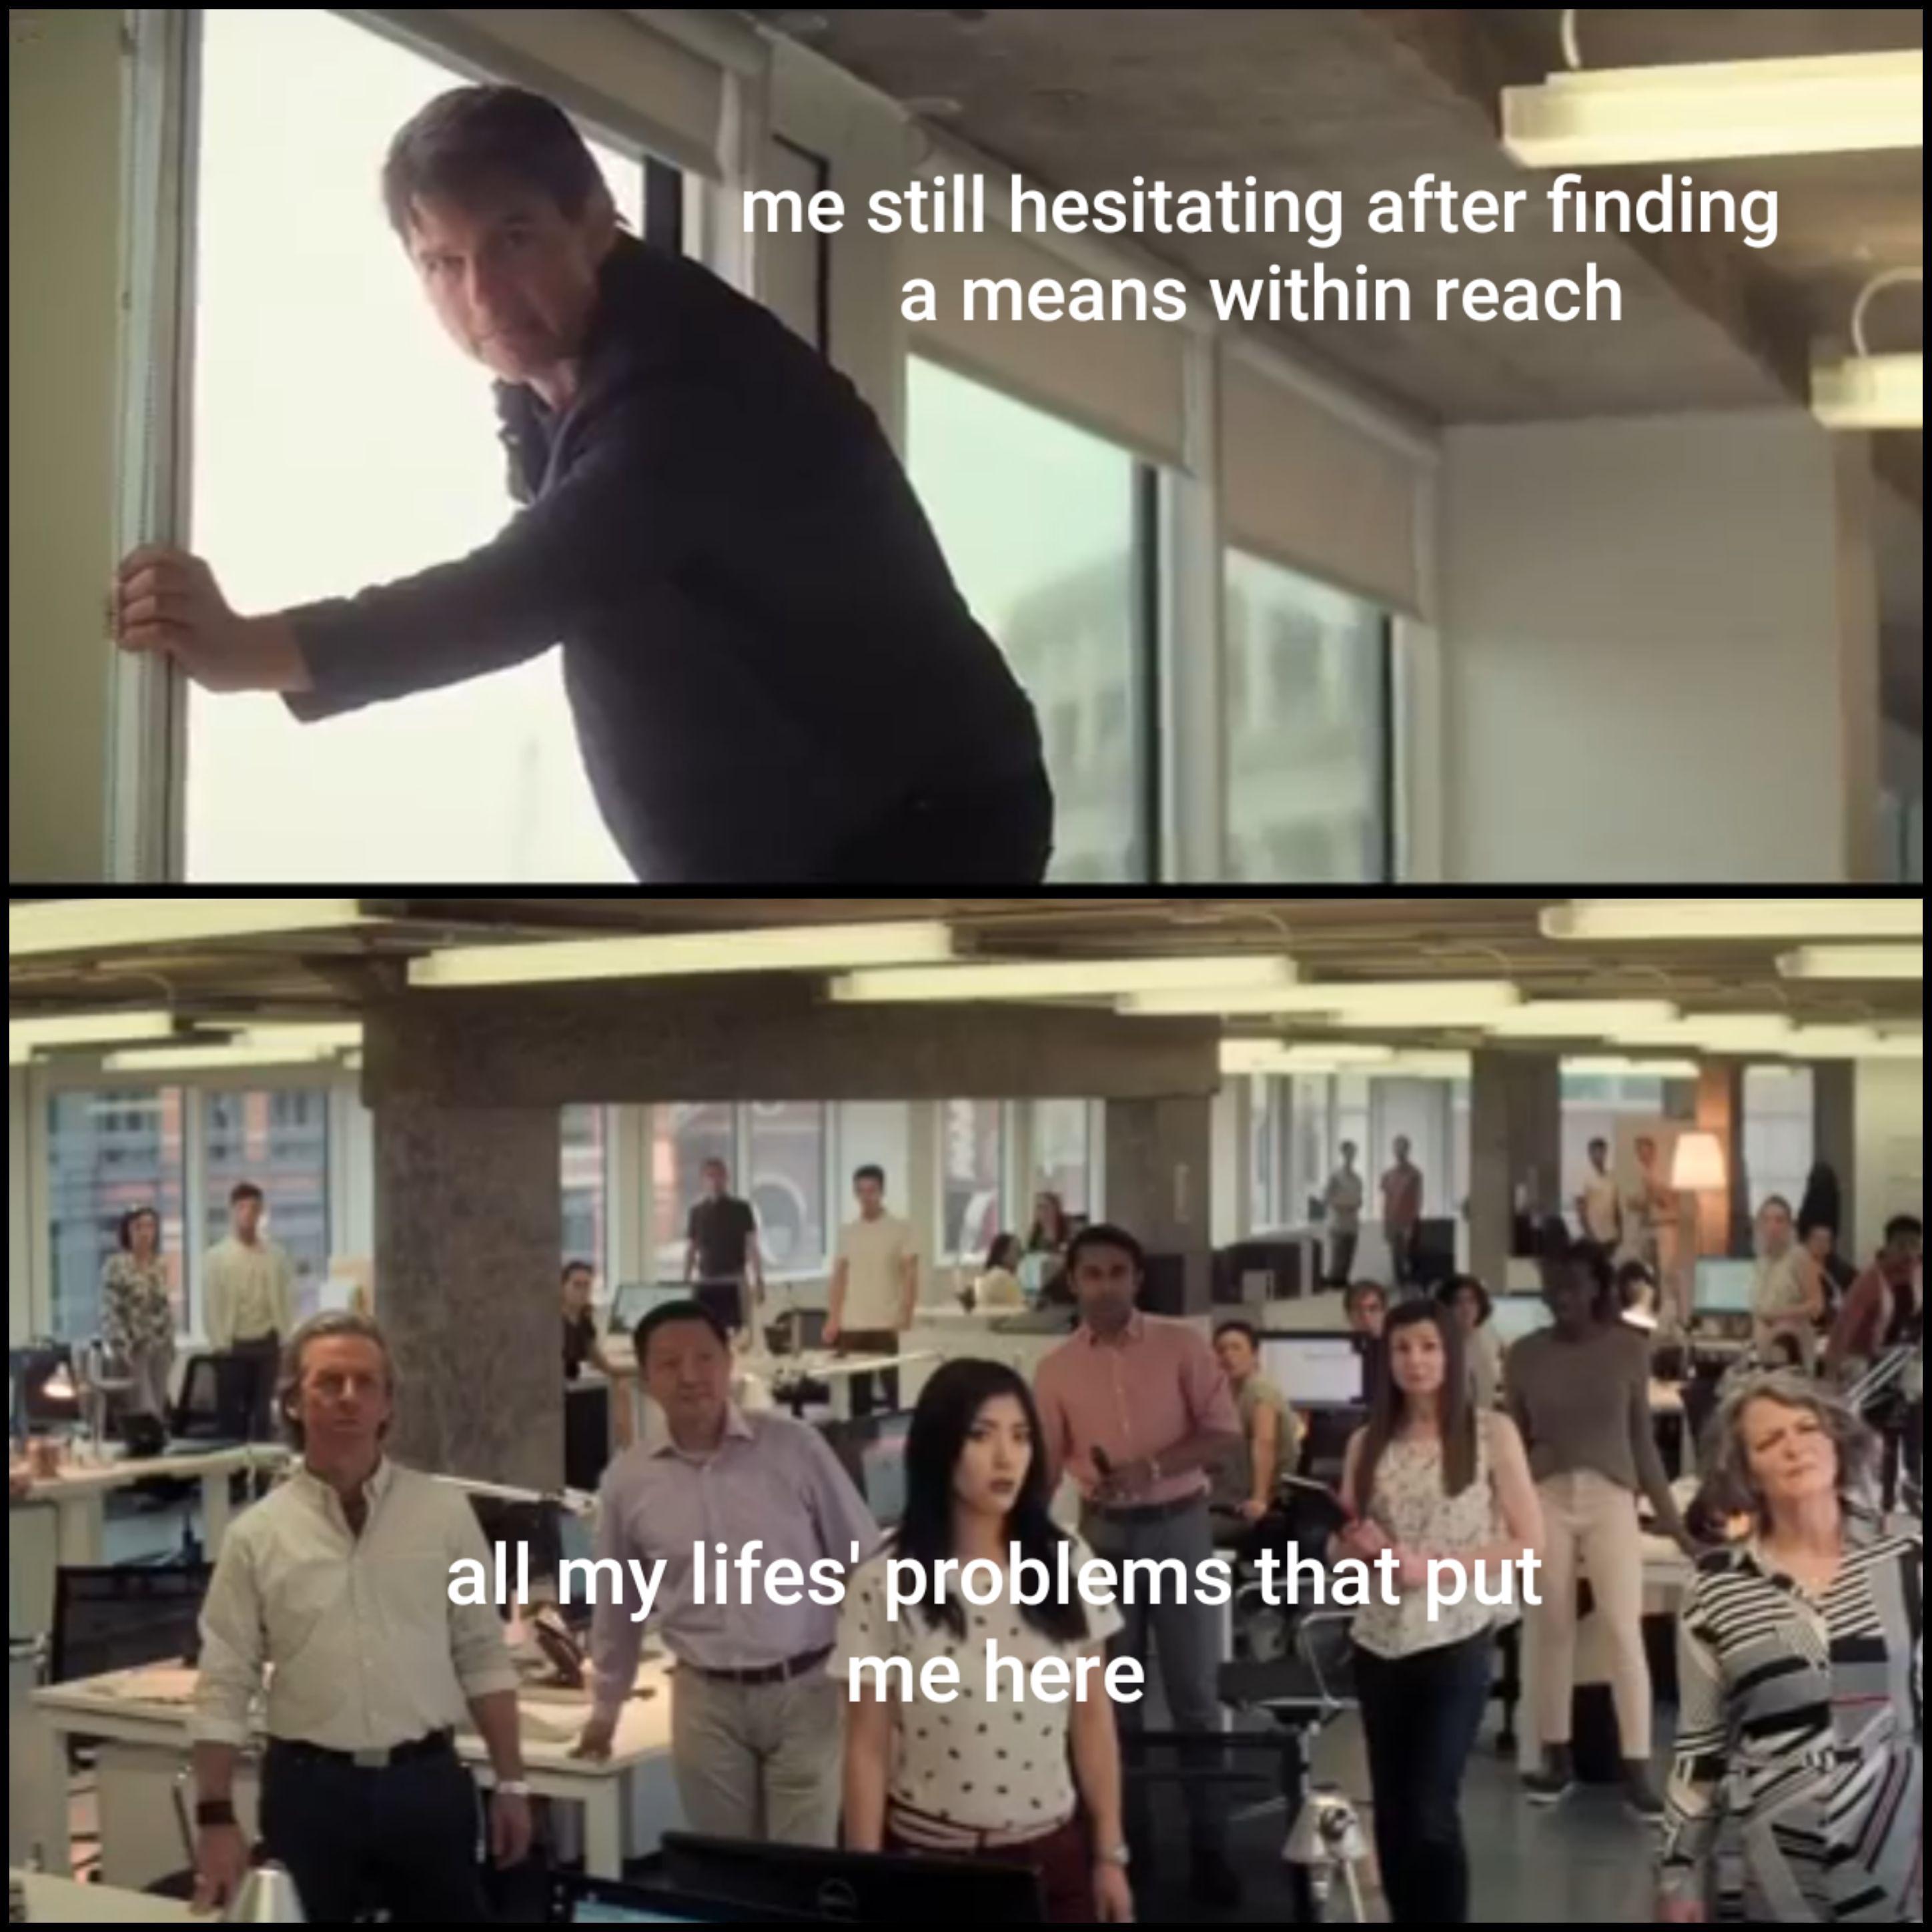 me still hesitating after finding
a means within reach
all my lifes' problems that put
me here